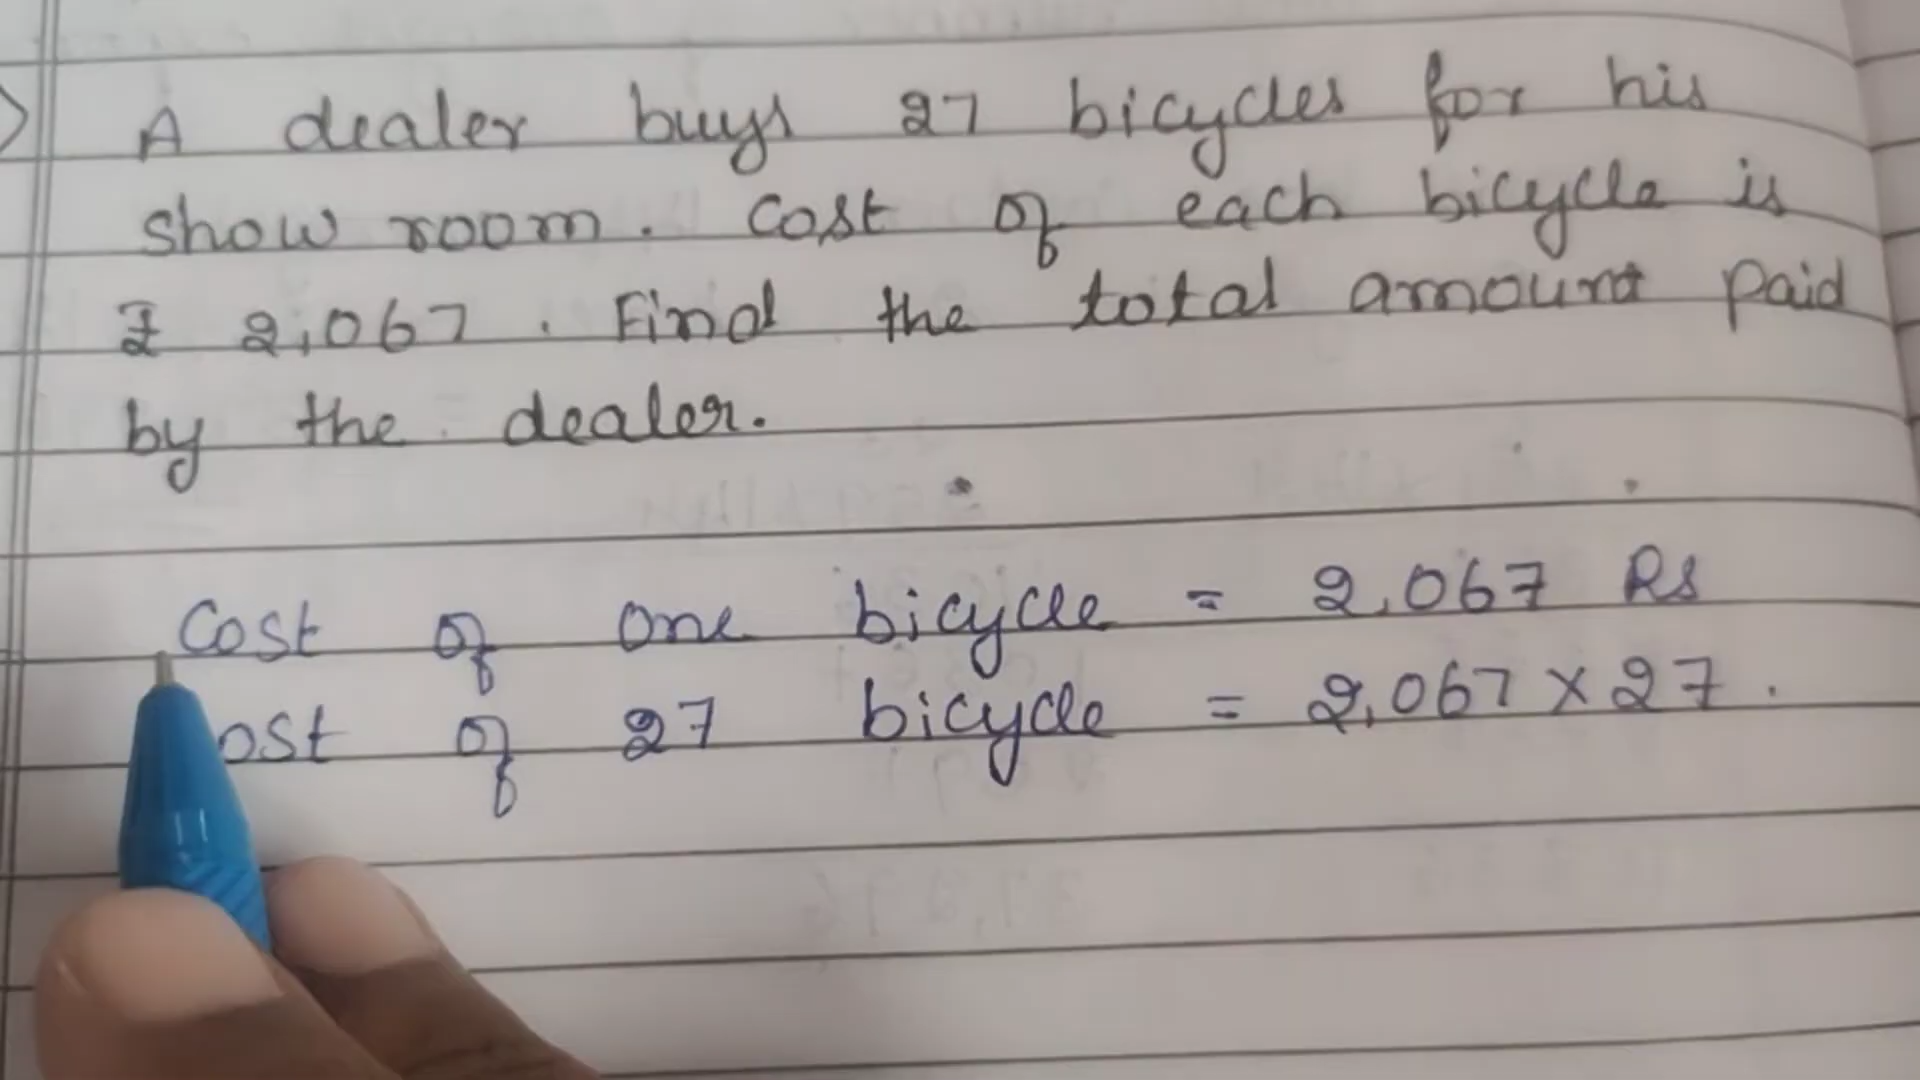 A dealer buys 27 bicycles for his
show room. Cost of each bicycle is
₹ 2,067. Find the total amount paid
by the dealer.
Cost of one bicycle = 2,067 Rs
ost of 27 bicycle = 2,067 × 27.